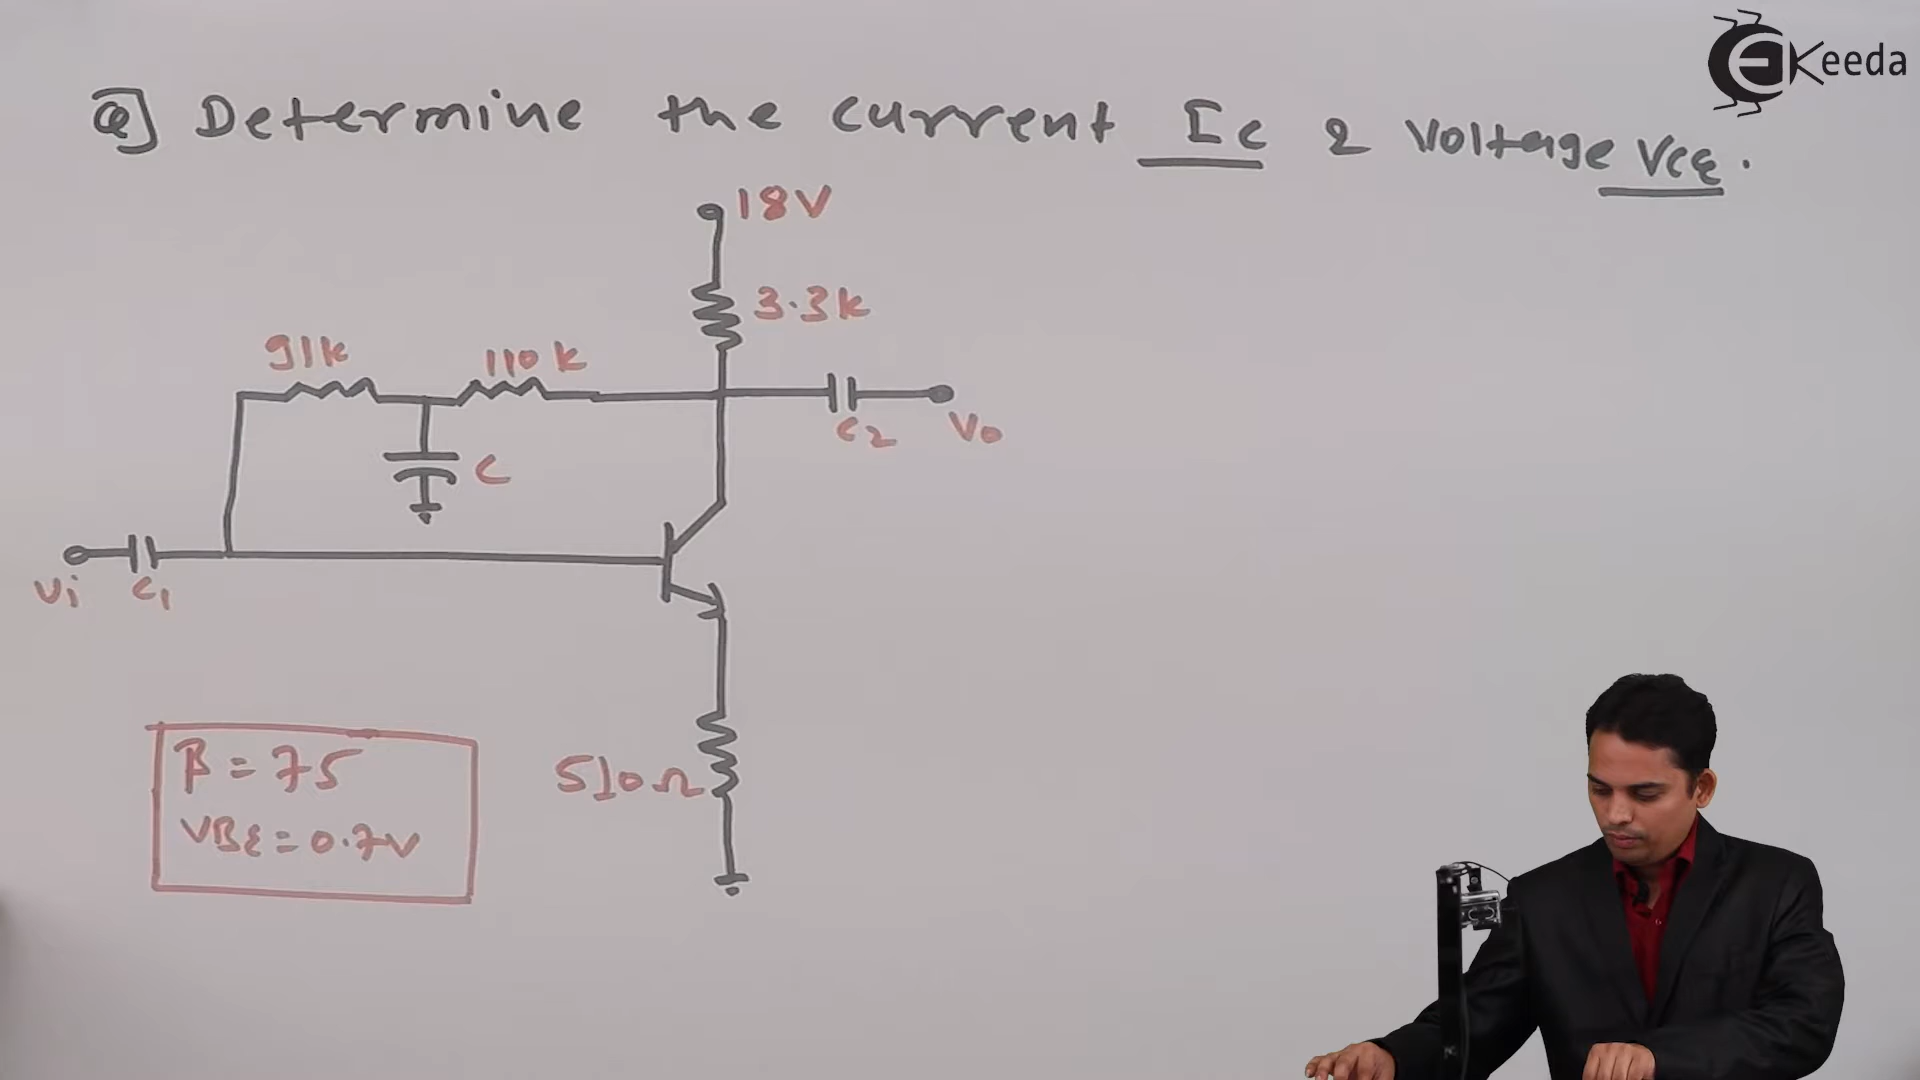 EKeeda
Q] Determine the current Ic & Voltage VCE.
18V
3.3k
91k
110k
C2
Vo
C
Vi
C1
β = 75
VBE = 0.7V
510Ω